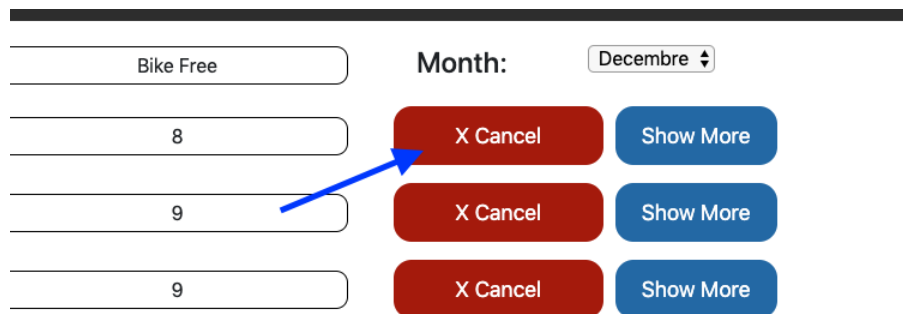 Bike Free Month: Decembre
8 X Cancel Show More
9 X Cancel Show More
9 X Cancel Show More